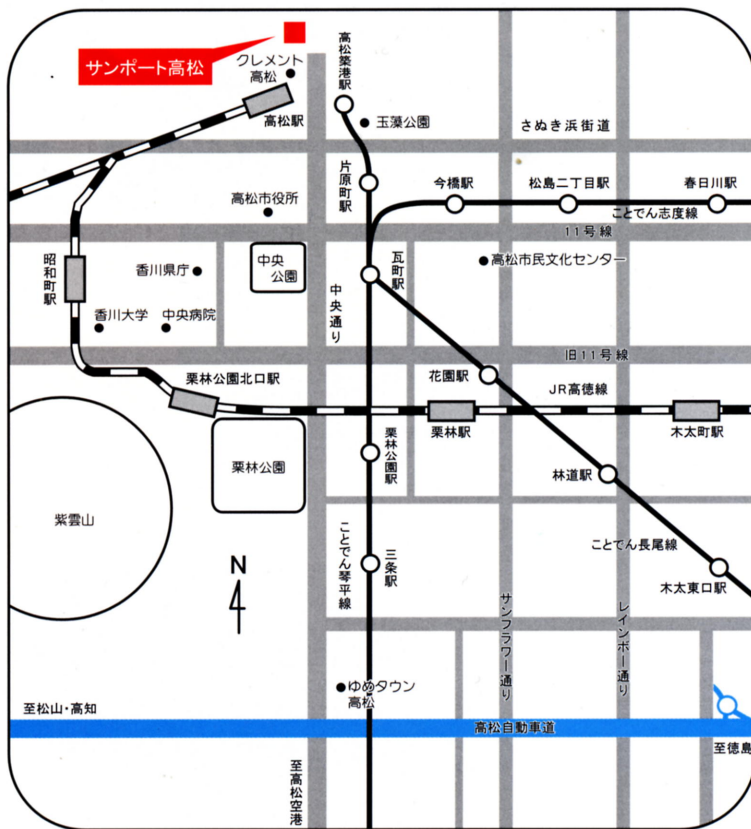 サンポート高松
クレメント
高松
高松駅
高松築港駅
玉藻公園
さぬき浜街道
片原町駅
今橋駅
松島二丁目駅
春日川駅
ことでん志度線
高松市役所
11号線
昭和町駅
香川県庁
中央
公園
中央通り
瓦町駅
高松市民文化センター
香川大学
中央病院
旧11号線
栗林公園北口駅
花園駅
JR高徳線
栗林駅
木太町駅
栗林公園
栗林公園駅
林道駅
紫雲山
ことでん琴平線
三条駅
ことでん長尾線
木太東口駅
N
サンフラワー通り
レインボー通り
ゆめタウン
高松
至松山・高知
高松自動車道
至徳島
至高松空港